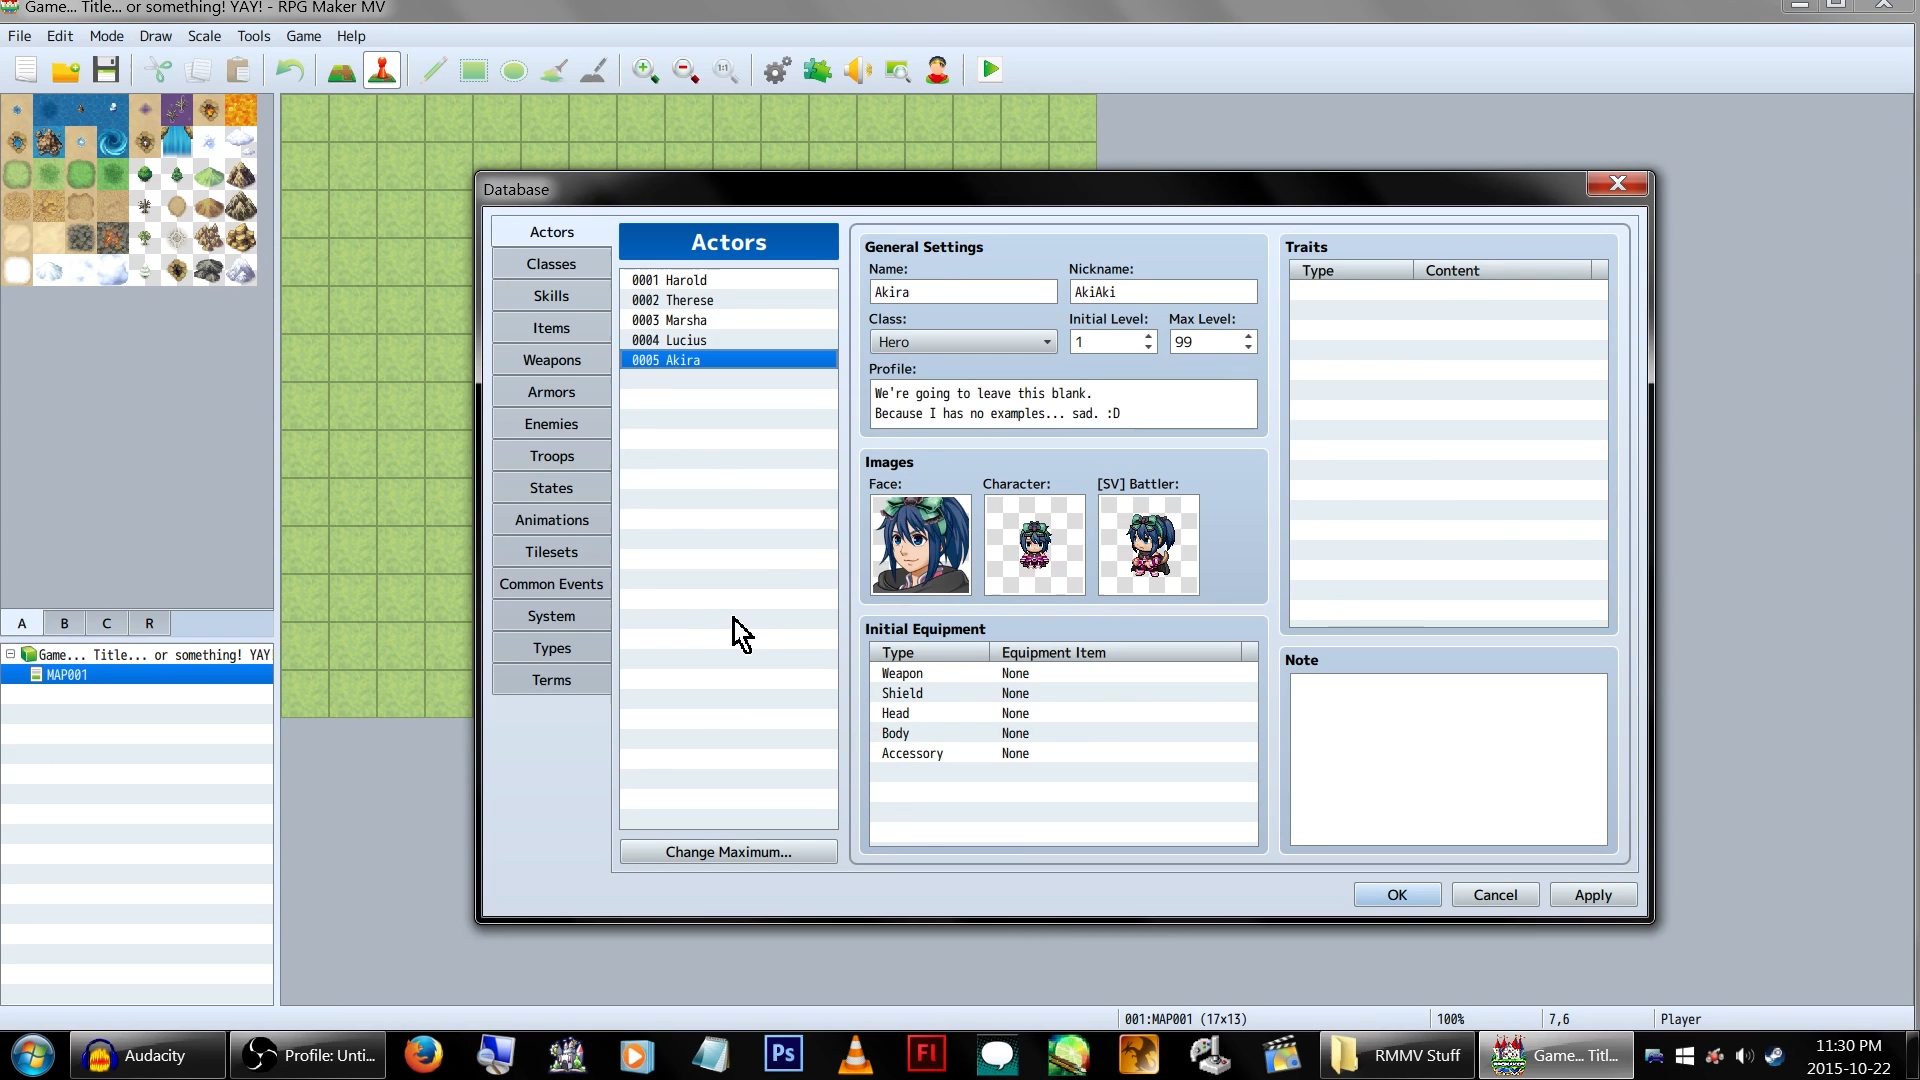 Game... Title... or something! YAY! - RPG Maker MV
File Edit Mode Draw Scale Tools Game Help
1:1
Database
Actors
Classes
Skills
Items
Weapons
Armors
Enemies
Troops
States
Animations
Tilesets
Common Events
System
Types
Terms
Actors
0001 Harold
0002 Therese
0003 Marsha
0004 Lucius
0005 Akira
Change Maximum...
General Settings
Name: Nickname:
Akira AkiAki
Class: Initial Level: Max Level:
Hero 1 99
Profile:
We're going to leave this blank.
Because I has no examples... sad. :D
Images
Face: Character: [SV] Battler:
Initial Equipment
Type Equipment Item
Weapon None
Shield None
Head None
Body None
Accessory None
Traits
Type Content
Note
OK Cancel Apply
A B C R
Game... Title... or something! YAY
MAP001
001:MAP001 (17×13) 100% 7,6 Player
Audacity
Profile: Unti...
Ps
Fl
RMMV Stuff
Game... Titl...
11:30 PM
2015-10-22